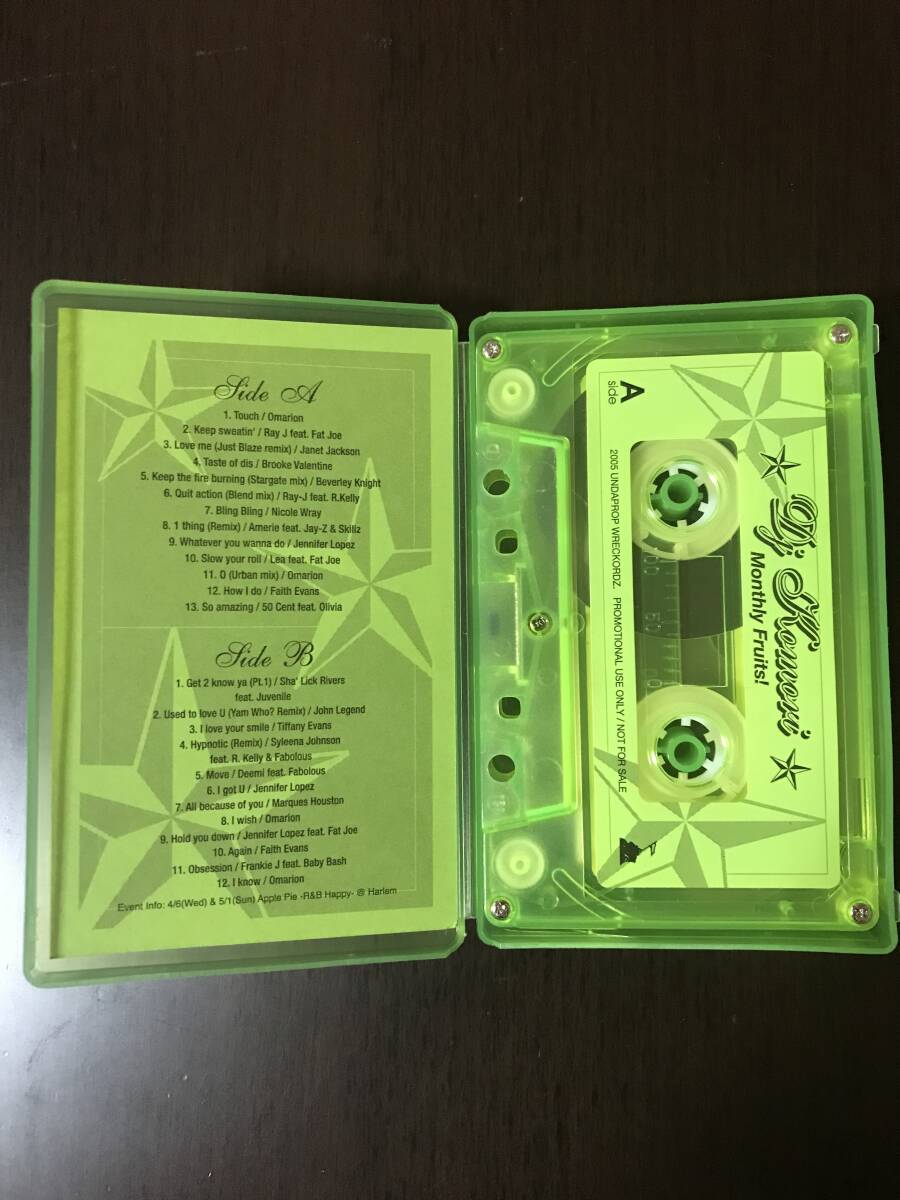 Side A
1. Touch / Omarion
2. Keep sweatin' / Ray J feat. Fat Joe
3. Love me (Just Blaze remix) / Janet Jackson
4. Taste of dis / Brooke Valentine
5. Keep the fire burning (Stargate mix) / Beverley Knight
6. Quit action (Blend mix) / Ray-J feat. R.Kelly
7. Bling Bling / Nicole Wray
8. 1 thing (Remix) / Amerie feat. Jay-Z & Skillz
9. Whatever you wanna do / Jennifer Lopez
10. Slow your roll / Lea feat. Fat Joe
11. O (Urban mix) / Omarion
12. How I do / Faith Evans
13. So amazing / 50 Cent feat. Olivia
Side B
1. Get 2 know ya (Pt.1) / Sha' Lick Rivers
feat. Juvenile
2. Used to love U (Yam Who? Remix) / John Legend
3. I love your smile / Tiffany Evans
4. Hypnotic (Remix) / Syleena Johnson
feat. R. Kelly & Fabolous
5. Move / Deemi feat. Fabolous
6. I got U / Jennifer Lopez
7. All because of you / Marques Houston
8. I wish / Omarion
9. Hold you down / Jennifer Lopez feat. Fat Joe
10. Again / Faith Evans
11. Obsession / Frankie J feat. Baby Bash
12. I know / Omarion
Event Info: 4/6(Wed) & 5/1(Sun) Apple Pie -R&B Happy- @ Harlem
Dj Komori
Monthly Fruits!
A
side
2005 UNDAPROP WRECKORDZ. PROMOTIONAL USE ONLY / NOT FOR SALE